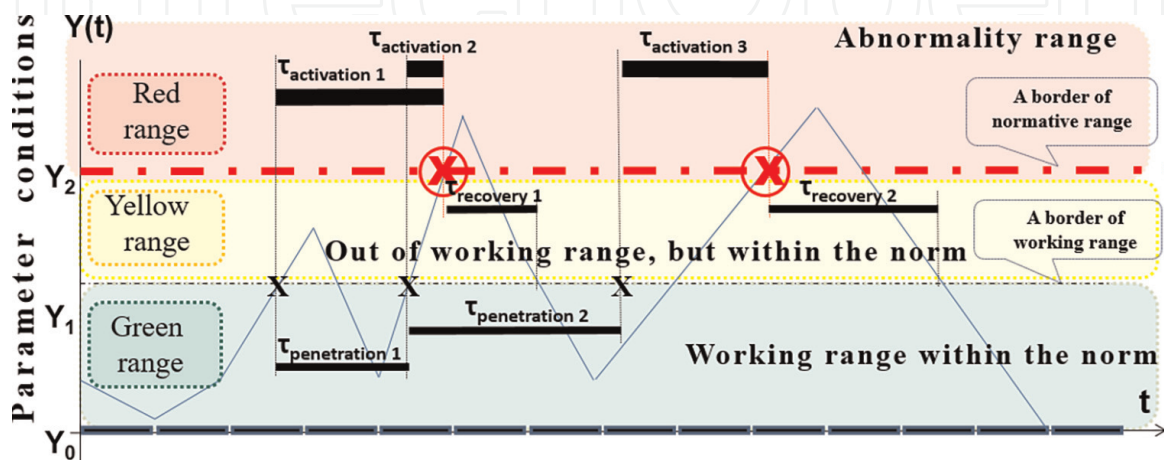 Parameter conditions
Y(t)
τactivation 2
τactivation 3
Abnormality range
τactivation 1
Red
range
A border of
normative range
X
X
Y2
τrecovery 1
τrecovery 2
Yellow
range
A border of
working range
Out of working range, but within the norm
X
X
X
Y1
Green
range
τpenetration 2
τpenetration 1
Working range within the norm
t
Y0